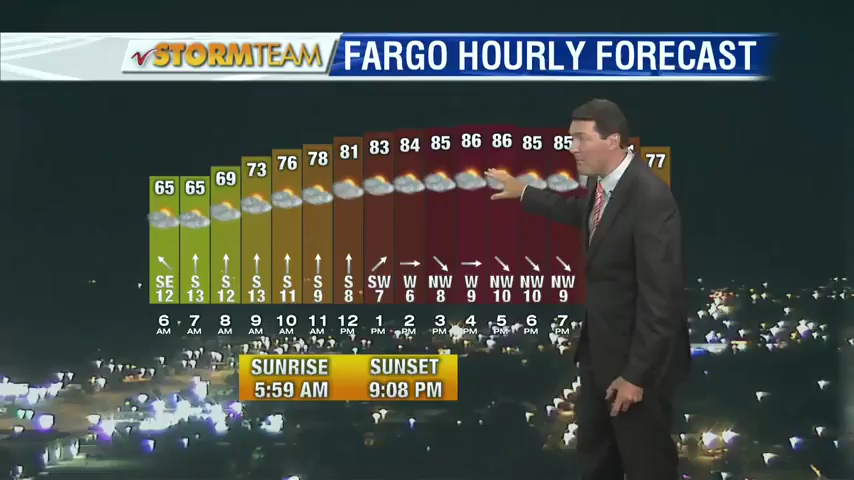 STORMTEAM FARGO HOURLY FORECAST
65 65 69 73 76 78 81 83 84 85 86 86 85 85 77
SE S S S S S S SW W NW W NW NW NW
12 13 12 13 11 9 8 7 6 8 9 10 10 9
6 7 8 9 10 11 12 1 2 3 4 5 6 7
AM AM AM AM AM AM PM PM PM PM PM PM PM PM
SUNRISE SUNSET
5:59 AM 9:08 PM